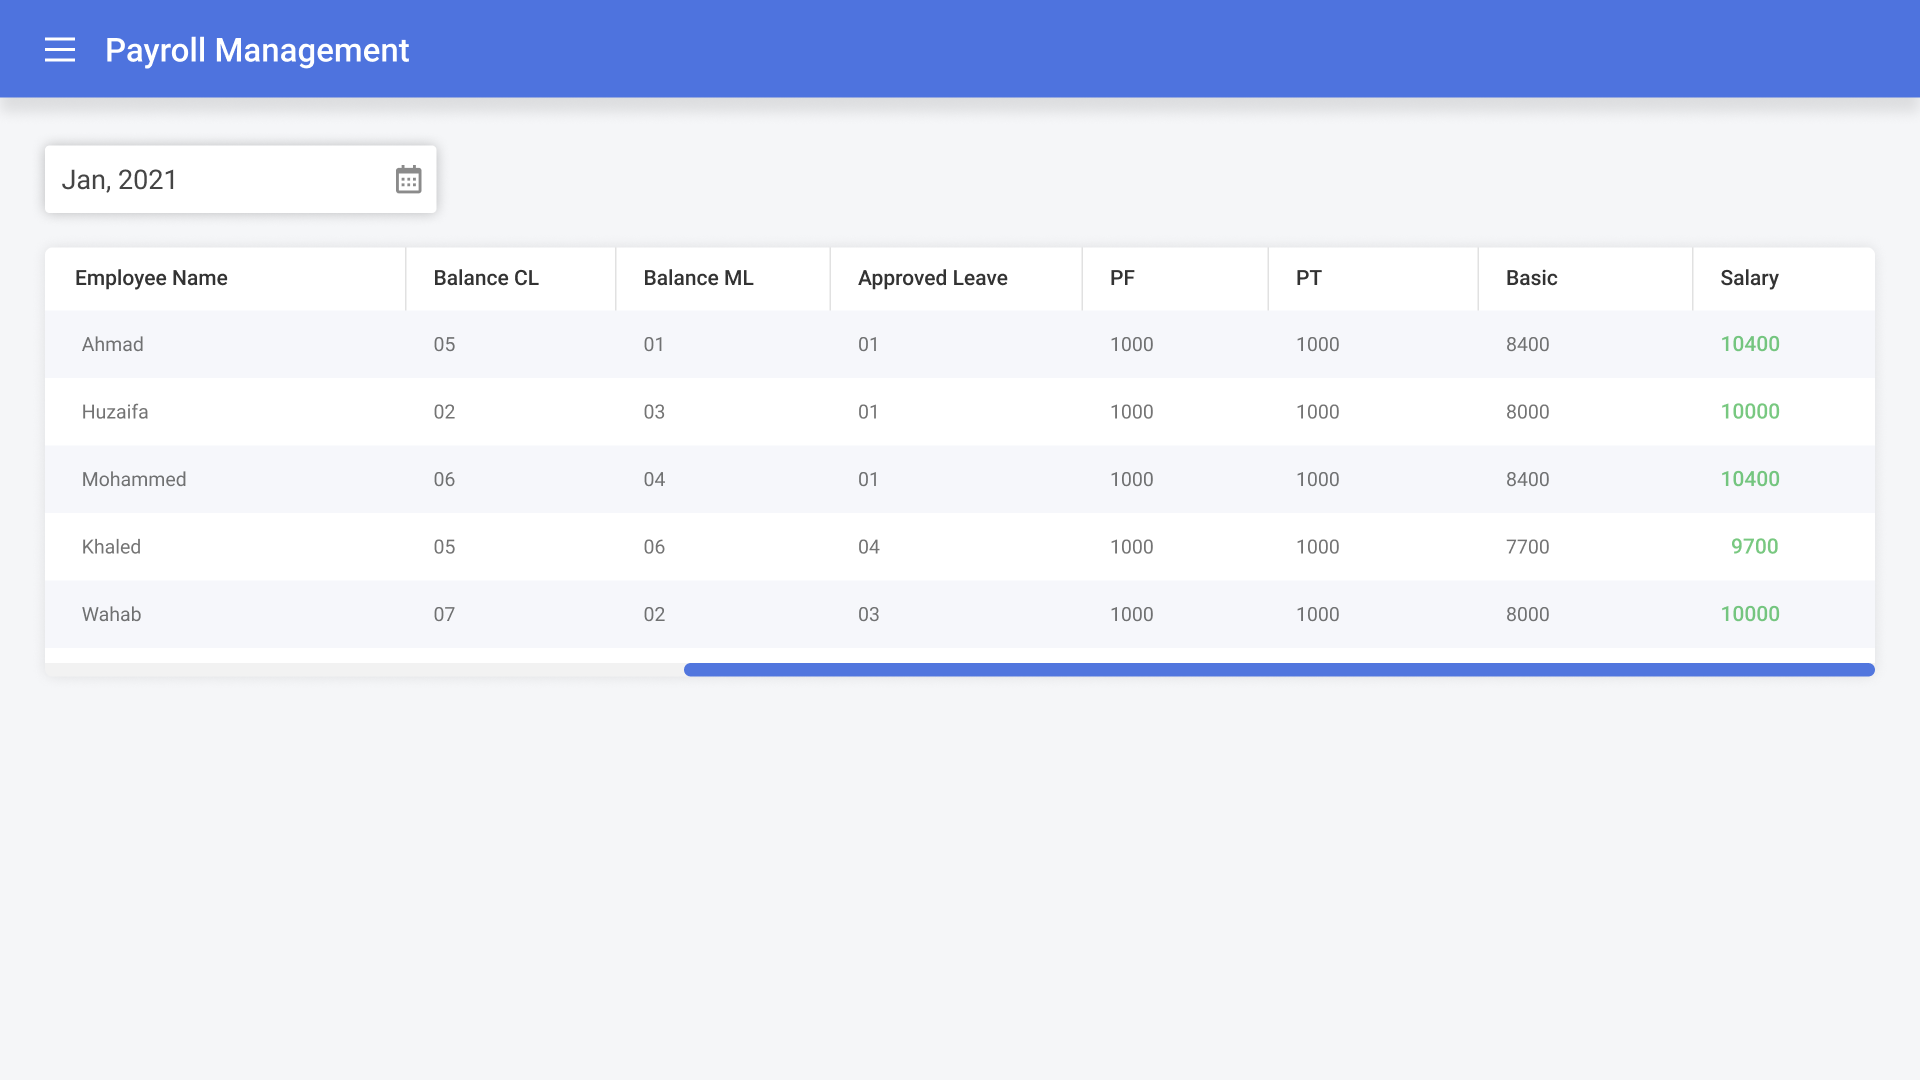 Payroll Management
Jan, 2021
Employee Name Balance CL Balance ML Approved Leave PF PT Basic Salary
Ahmad 05 01 01 1000 1000 8400 10400
Huzaifa 02 03 01 1000 1000 8000 10000
Mohammed 06 04 01 1000 1000 8400 10400
Khaled 05 06 04 1000 1000 7700 9700
Wahab 07 02 03 1000 1000 8000 10000